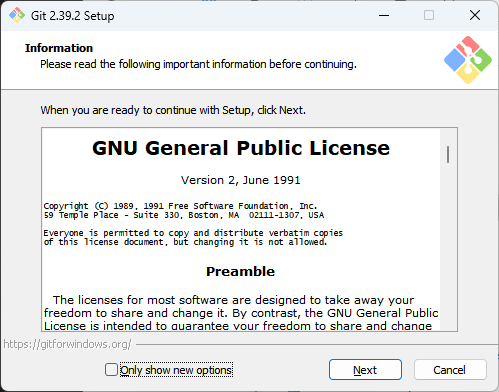 Git 2.39.2 Setup
Information
Please read the following important information before continuing.
When you are ready to continue with Setup, click Next.
GNU General Public License
Version 2, June 1991
Copyright (C) 1989, 1991 Free Software Foundation, Inc.
59 Temple Place - Suite 330, Boston, MA  02111-1307, USA
Everyone is permitted to copy and distribute verbatim copies
of this license document, but changing it is not allowed.
Preamble
The licenses for most software are designed to take away your
freedom to share and change it. By contrast, the GNU General Public
License is intended to guarantee your freedom to share and change
https://gitforwindows.org/
Only show new options
Next
Cancel